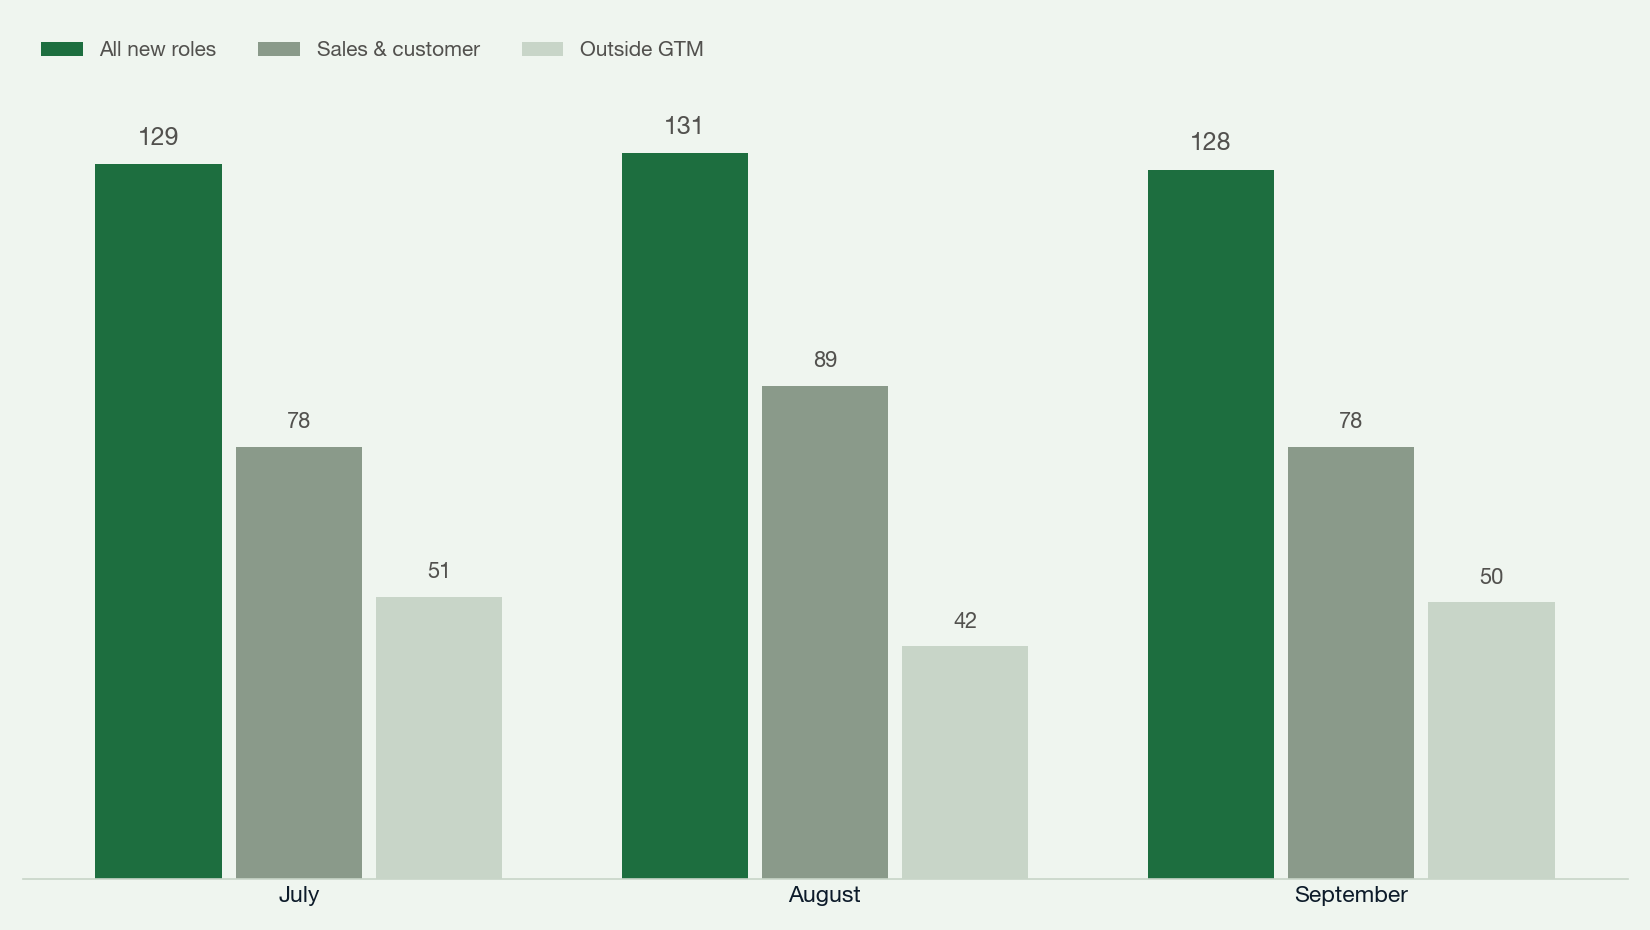 All new roles Sales & customer Outside GTM
129 131 128
78 89 78
51 42 50
July August September